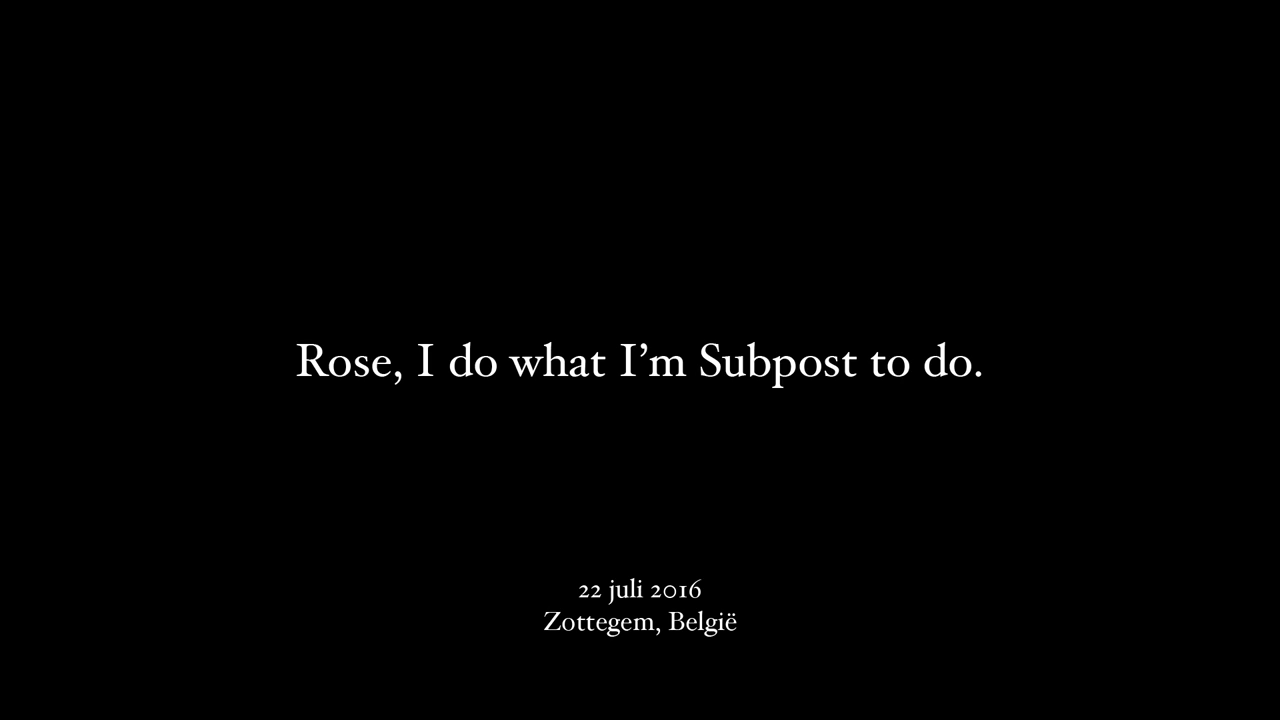 Rose, I do what I’m Subpost to do.
22 juli 2016
Zottegem, België